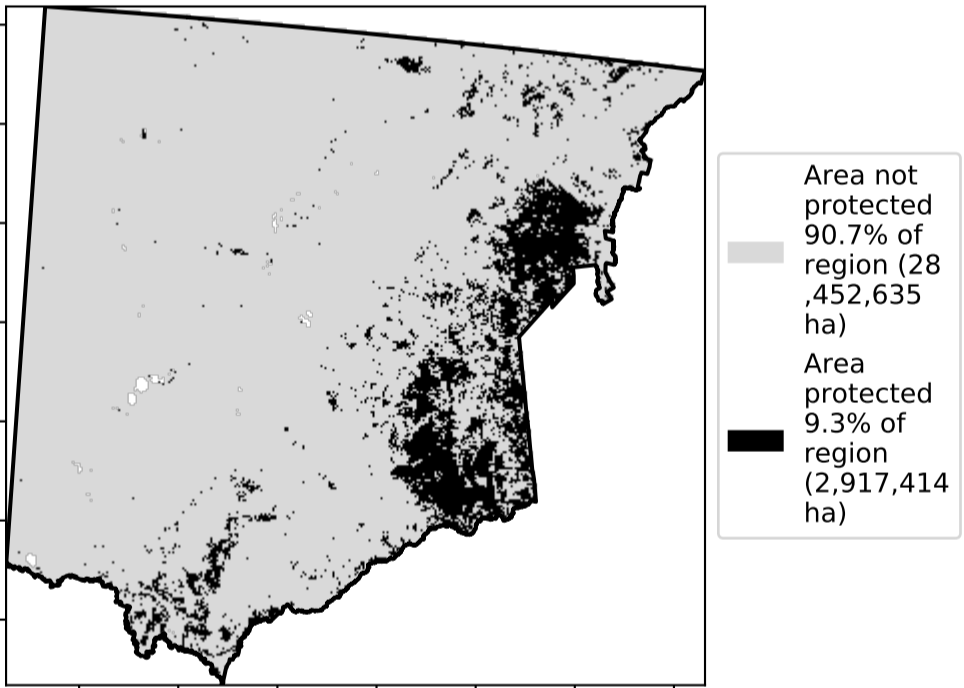 Area not
protected
90.7% of
region (28
,452,635
ha)
Area
protected
9.3% of
region
(2,917,414
ha)